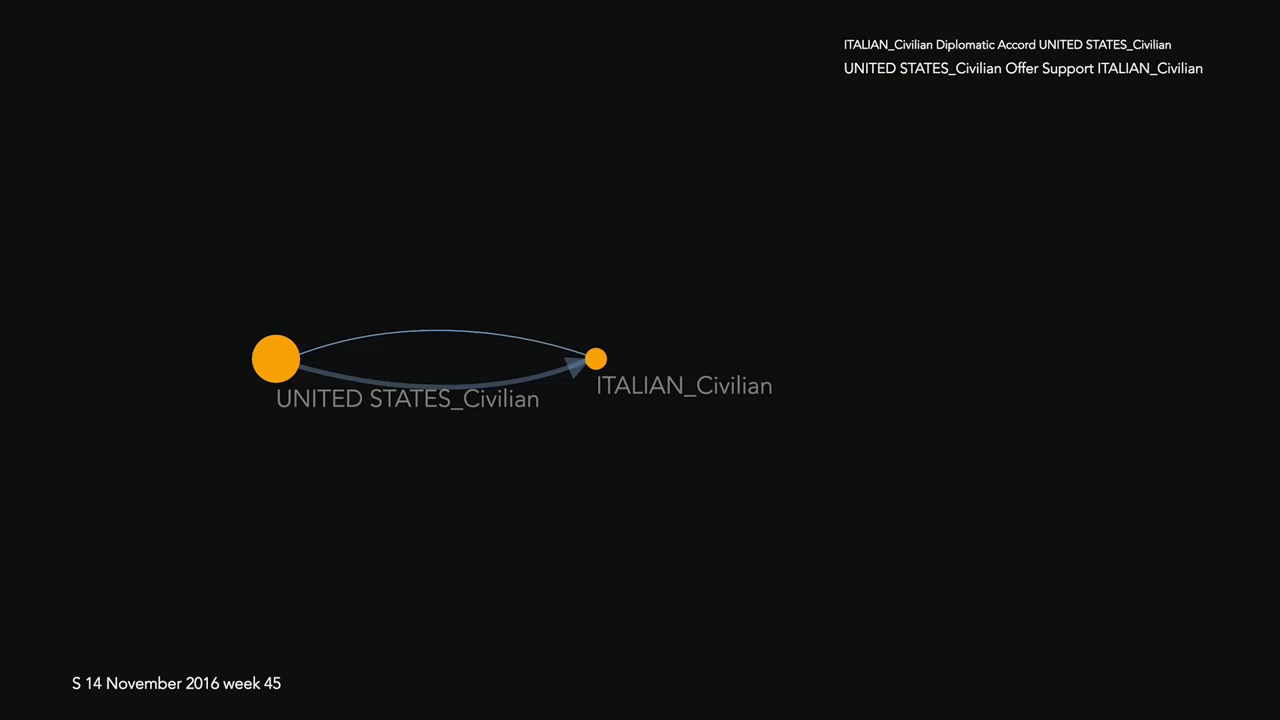 ITALIAN_Civilian Diplomatic Accord UNITED STATES_Civilian
UNITED STATES_Civilian Offer Support ITALIAN_Civilian
ITALIAN_Civilian
UNITED STATES_Civilian
S 14 November 2016 week 45